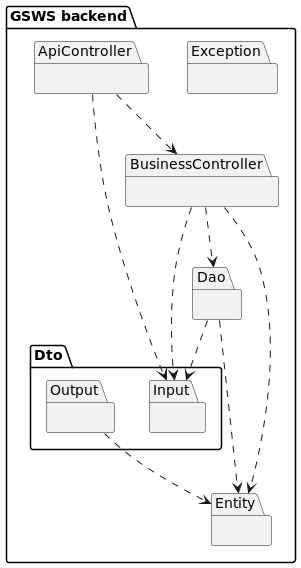 GSWS backend
ApiController
Exception
BusinessController
Dao
Dto
Output
Input
Entity